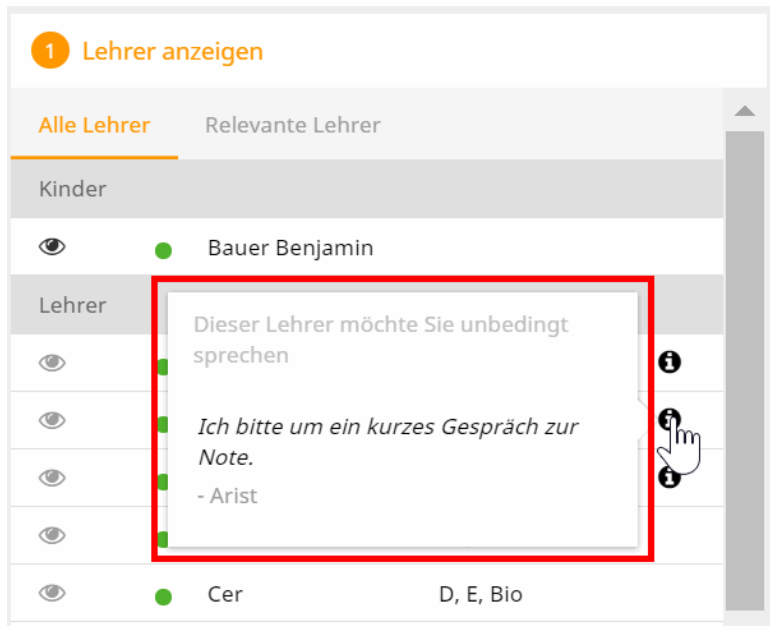 1 Lehrer anzeigen
Alle Lehrer Relevante Lehrer
Kinder
Bauer Benjamin
Lehrer
Dieser Lehrer möchte Sie unbedingt
sprechen
Ich bitte um ein kurzes Gespräch zur
Note.
- Arist
Cer D, E, Bio